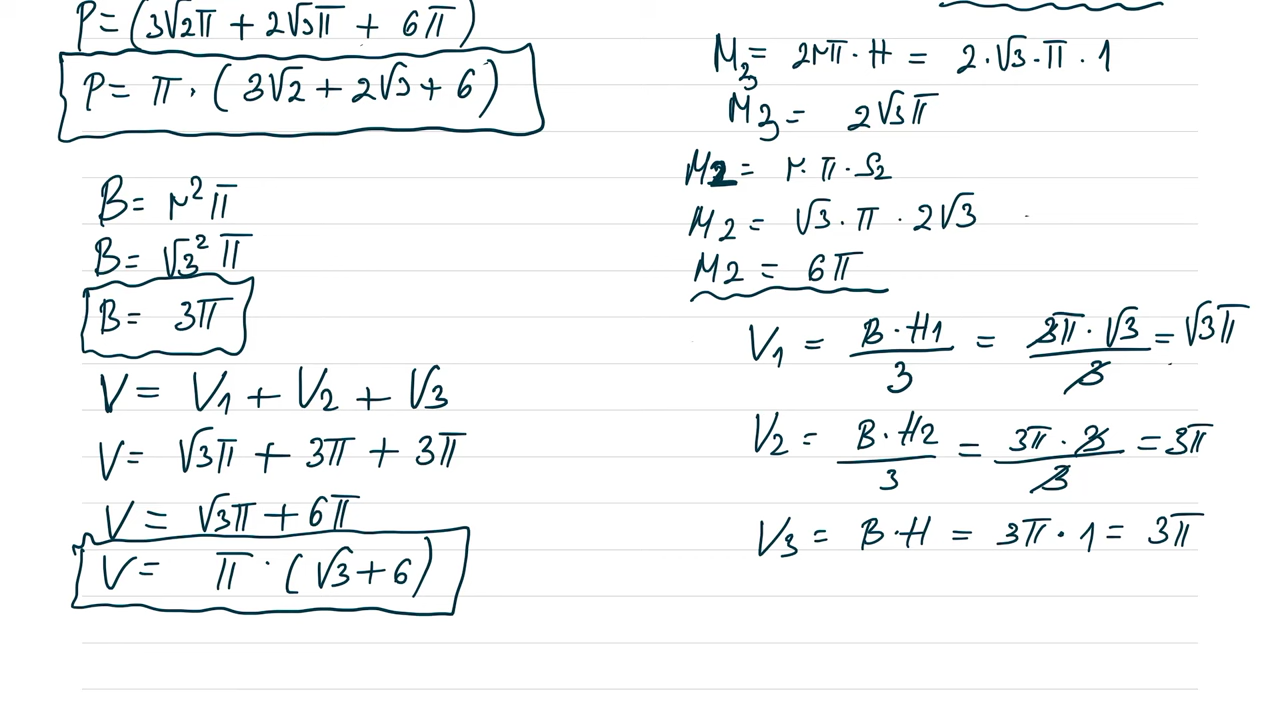 P= (3√2π + 2√3π + 6π)
P= π · (3√2 + 2√3 + 6)
B= r²π
B= √3² π
B= 3π
V= V1 + V2 + V3
V= √3π + 3π + 3π
V= √3π + 6π
V= π · (√3 + 6)
M3= 2rπ · H = 2·√3·π·1
M3= 2√3π
M2= r·π·S2
M2= √3 · π · 2√3
M2 = 6π
V1 = B·H1/3 = 3π·√3/3 = √3π
V2 = B·H2/3 = 3π·3/3 = 3π
V3 = B·H = 3π·1 = 3π